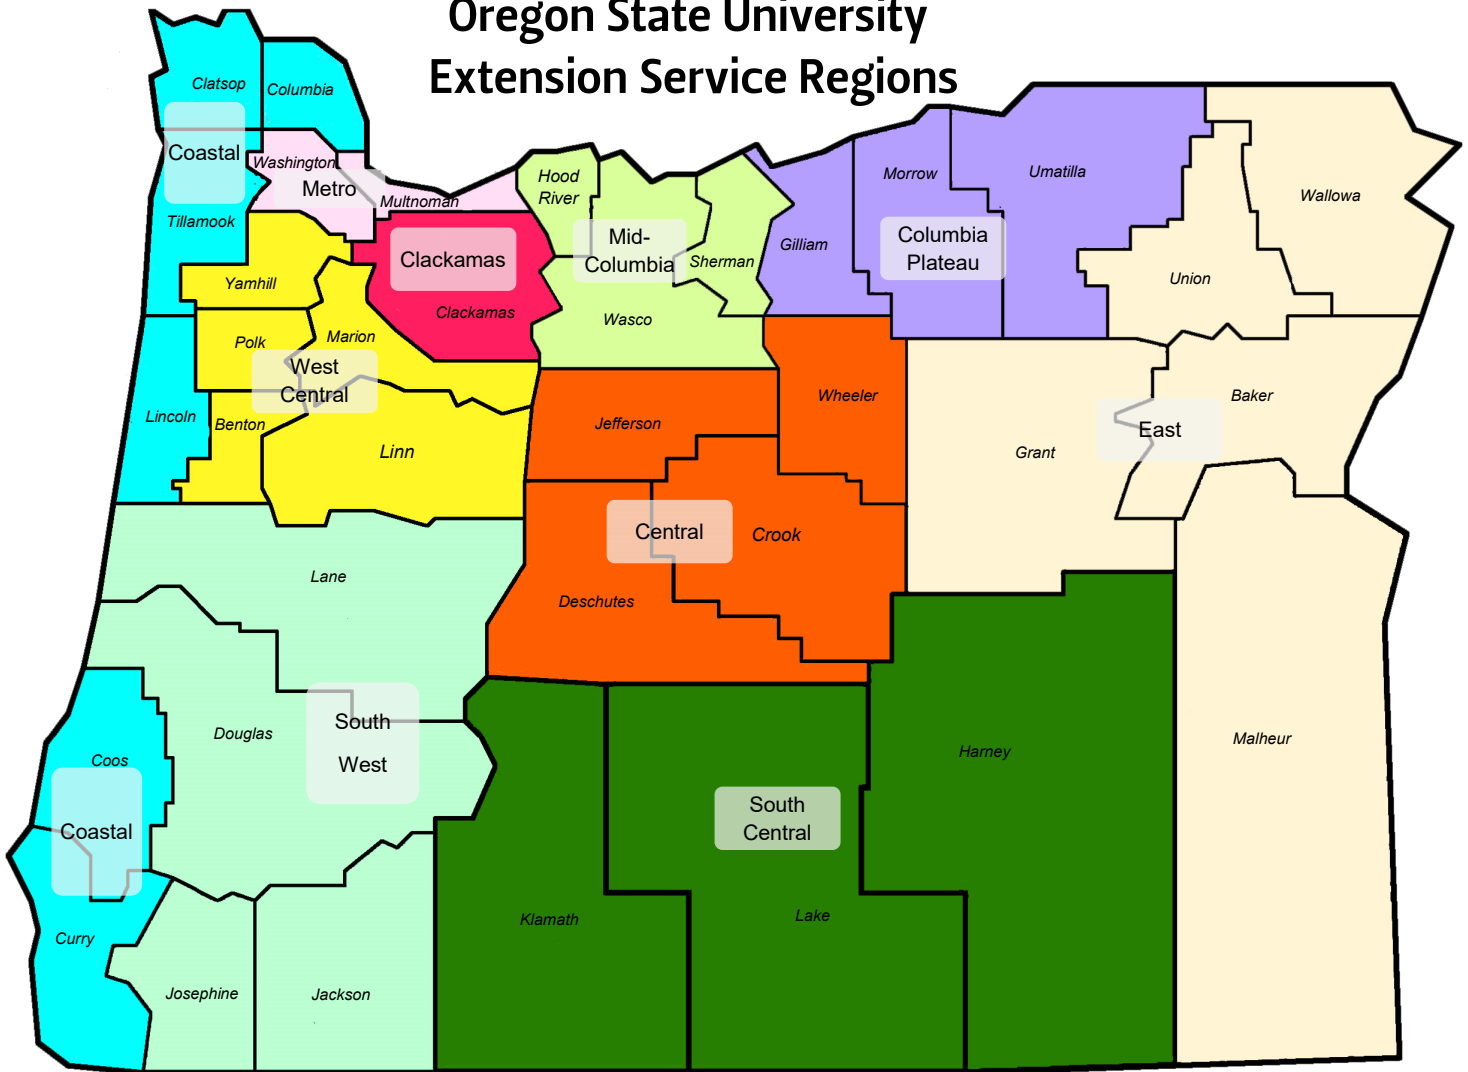 Oregon State University
Extension Service Regions
Clatsop
Columbia
Coastal
Washington
Metro
Multnoman
Tillamook
Hood
River
Mid-
Columbia
Sherman
Wasco
Gilliam
Morrow
Umatilla
Columbia
Plateau
Wallowa
Union
Clackamas
Clackamas
Yamhill
Polk
Marion
West
Central
Lincoln
Benton
Linn
Jefferson
Wheeler
Central
Crook
Deschutes
Grant
East
Baker
Malheur
Lane
Douglas
South
West
Coos
Coastal
Curry
Josephine
Jackson
Klamath
South
Central
Lake
Harney